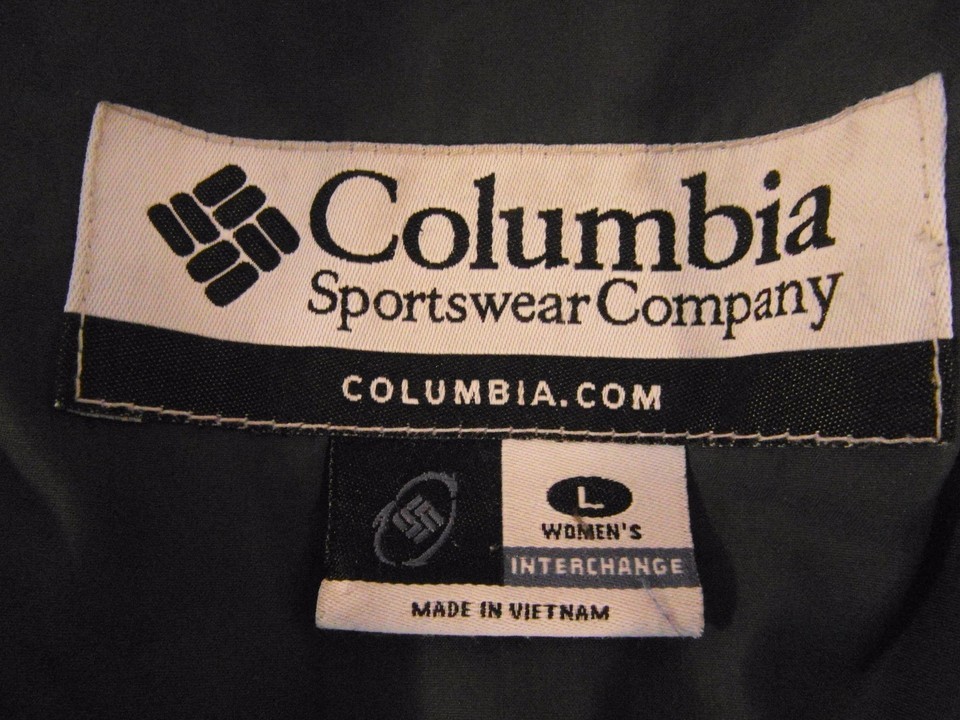 Columbia
Sportswear Company
COLUMBIA.COM
L
WOMEN'S
INTERCHANGE
MADE IN VIETNAM